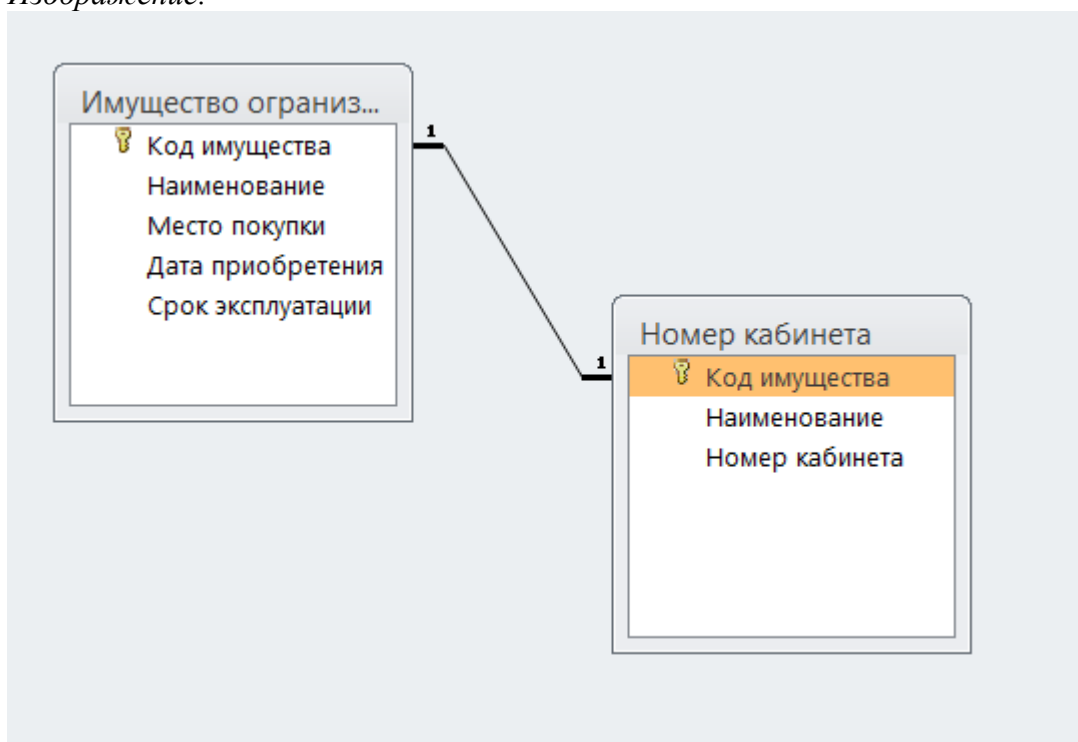 Изображение:
Имущество ограниз...
Код имущества
Наименование
Место покупки
Дата приобретения
Срок эксплуатации
1
1
Номер кабинета
Код имущества
Наименование
Номер кабинета